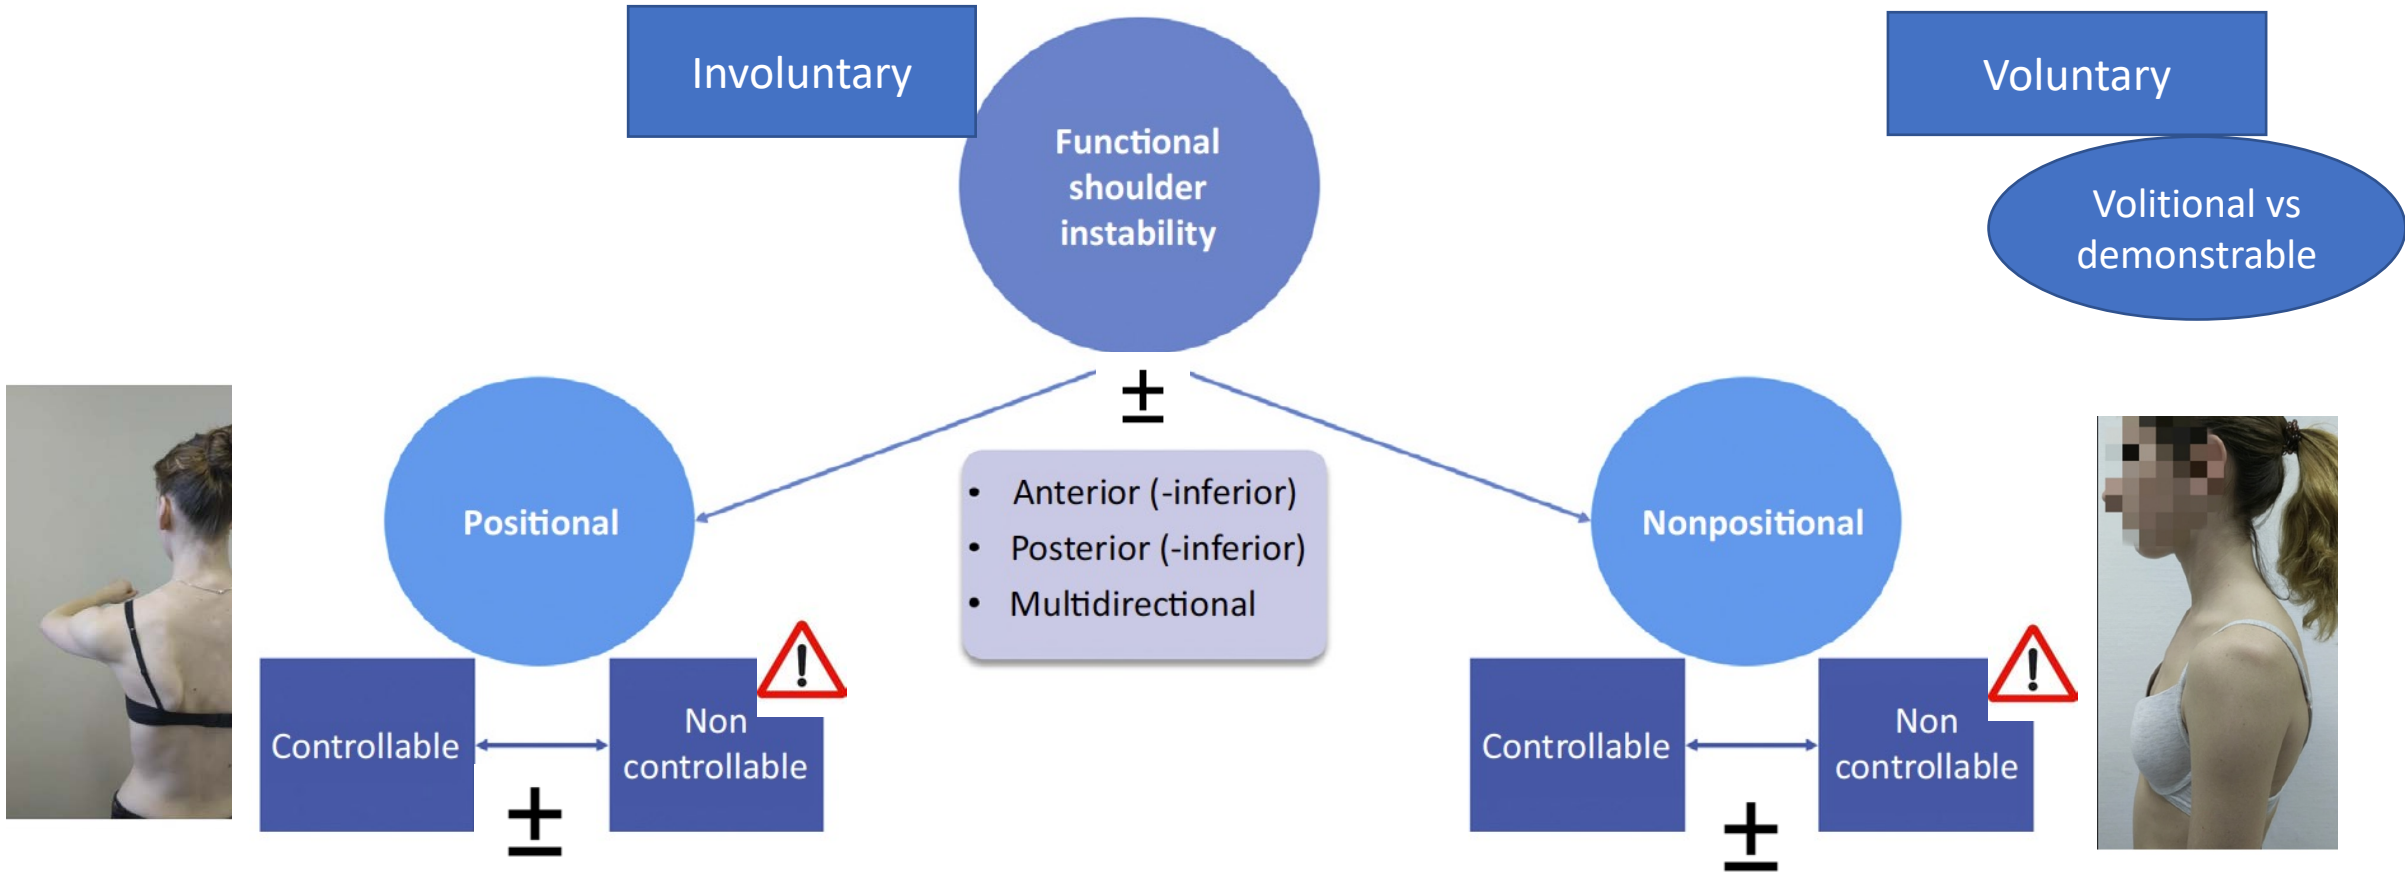 Involuntary
Voluntary
Functional
shoulder
instability
Volitional vs
demonstrable
±
Positional
• Anterior (-inferior)
• Posterior (-inferior)
• Multidirectional
Nonpositional
!
!
Controllable
Non
controllable
±
Controllable
Non
controllable
±